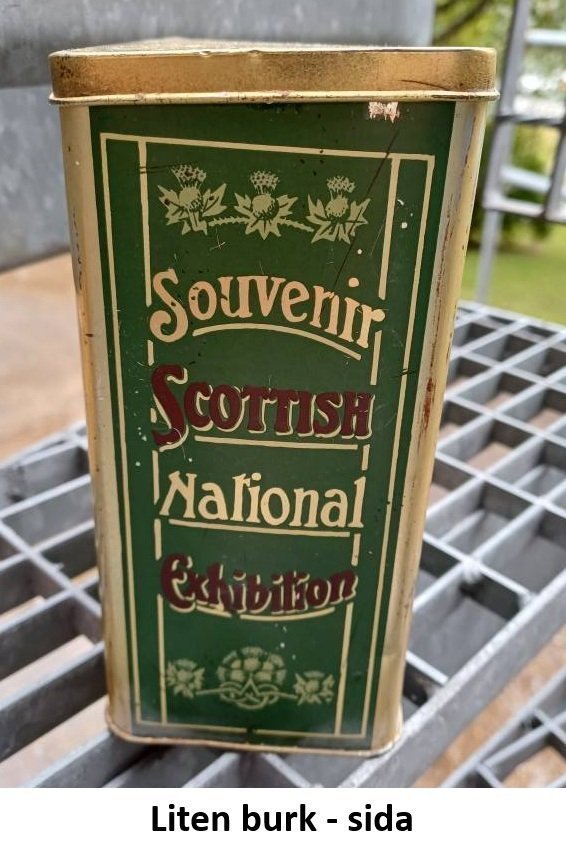 Souvenir
SCOTTISH
National
Exhibition
Liten burk - sida